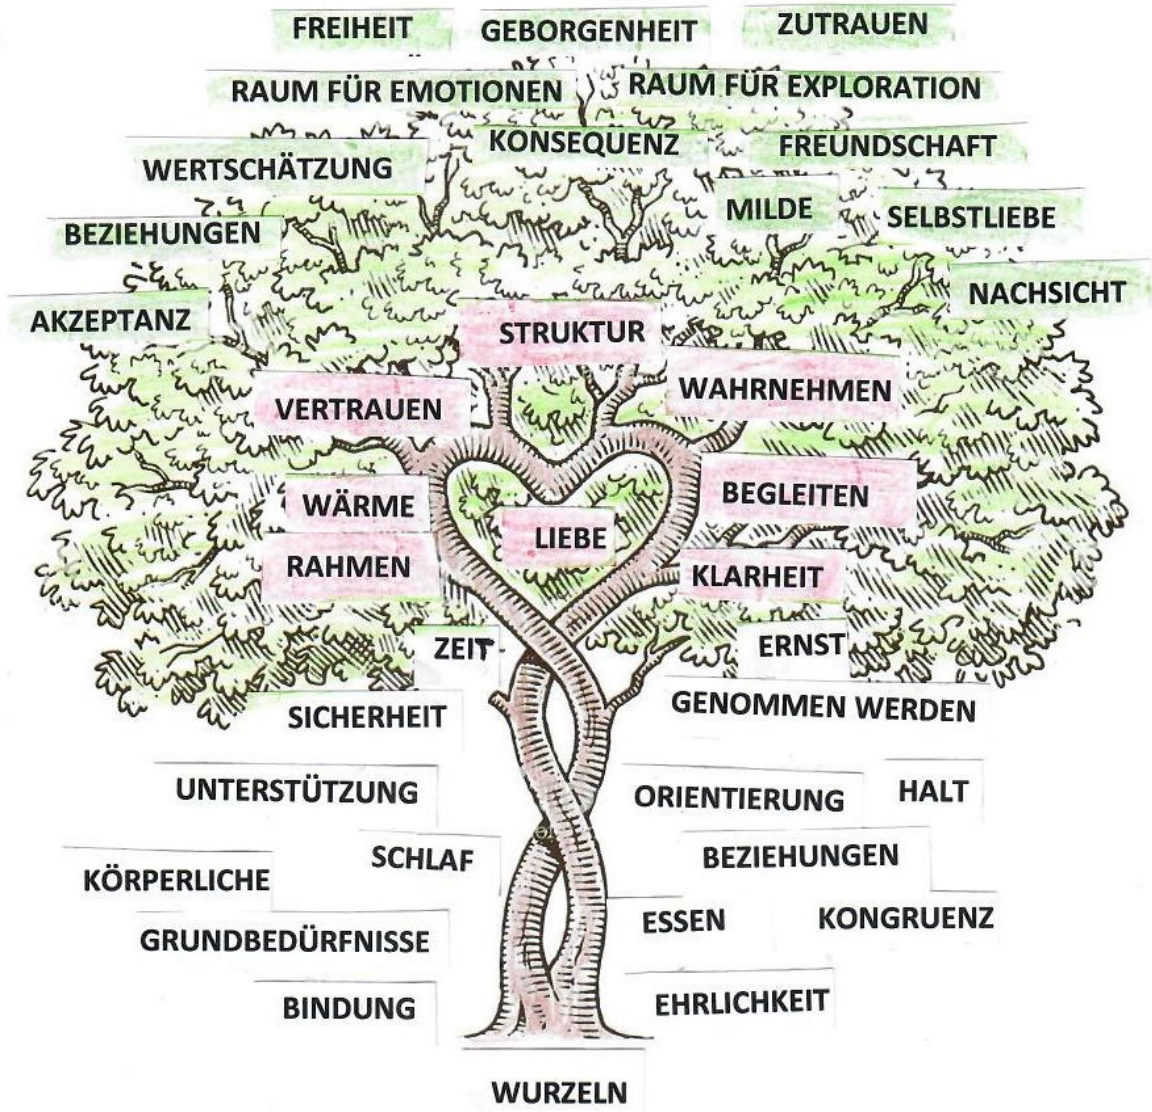 FREIHEIT
GEBORGENHEIT
ZUTRAUEN
RAUM FÜR EMOTIONEN
RAUM FÜR EXPLORATION
KONSEQUENZ
FREUNDSCHAFT
WERTSCHÄTZUNG
MILDE
SELBSTLIEBE
BEZIEHUNGEN
NACHSICHT
AKZEPTANZ
STRUKTUR
WAHRNEHMEN
VERTRAUEN
WÄRME
BEGLEITEN
LIEBE
RAHMEN
KLARHEIT
ZEIT
ERNST
GENOMMEN WERDEN
SICHERHEIT
UNTERSTÜTZUNG
ORIENTIERUNG
HALT
SCHLAF
BEZIEHUNGEN
KÖRPERLICHE
GRUNDBEDÜRFNISSE
ESSEN
KONGRUENZ
BINDUNG
EHRLICHKEIT
WURZELN